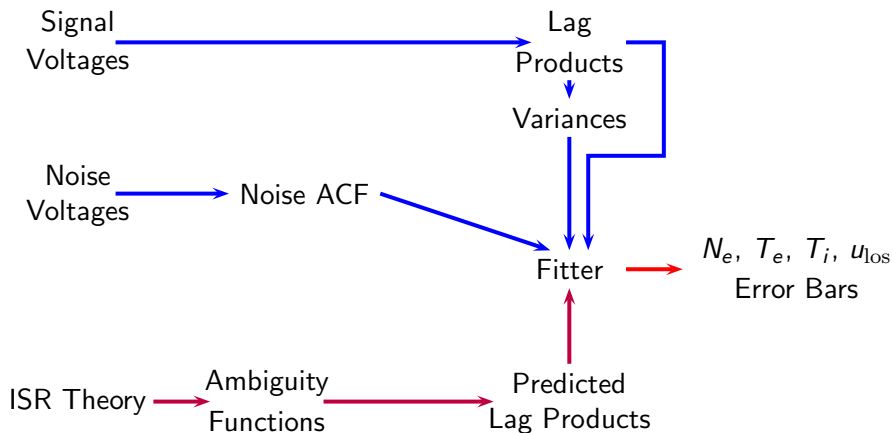 Signal
Voltages
Lag
Products
Variances
Noise
Voltages
Noise ACF
Fitter
N_e, T_e, T_i, u_los
Error Bars
ISR Theory
Ambiguity
Functions
Predicted
Lag Products